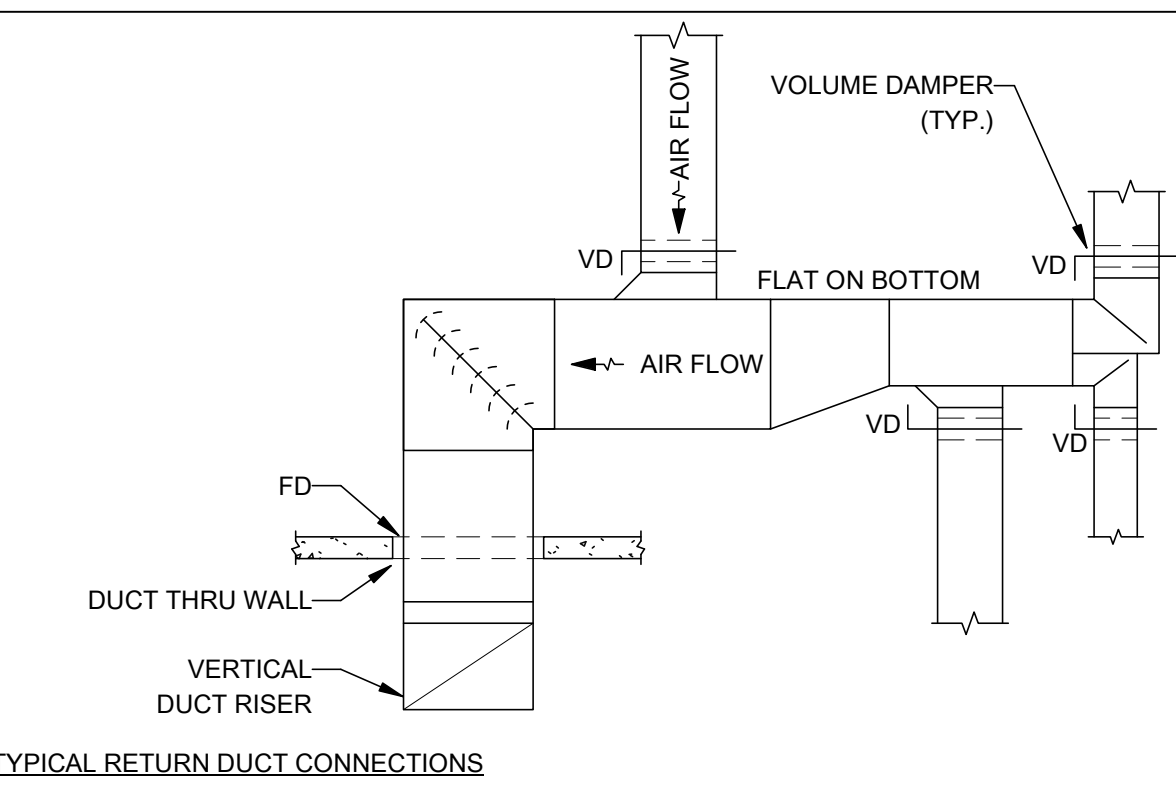 AIR FLOW
VOLUME DAMPER
(TYP.)
VD
VD
FLAT ON BOTTOM
AIR FLOW
VD
VD
FD
DUCT THRU WALL
VERTICAL
DUCT RISER
TYPICAL RETURN DUCT CONNECTIONS